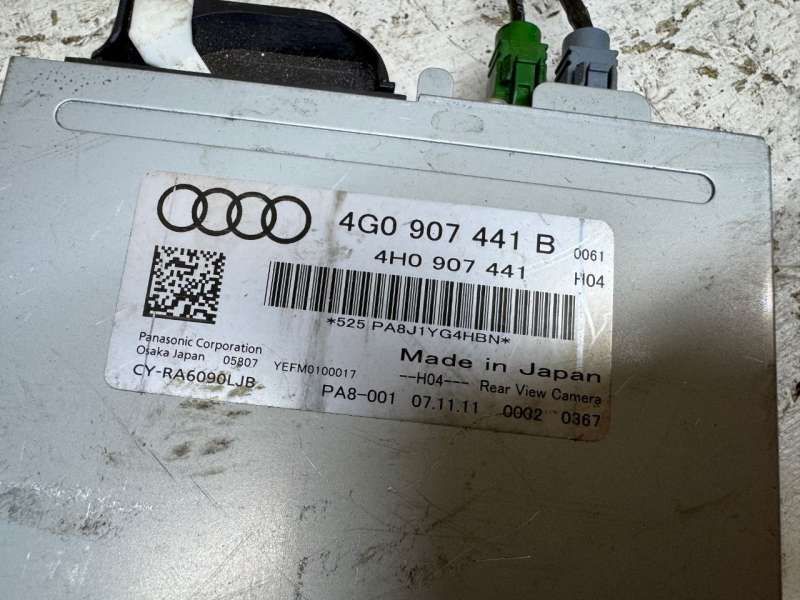 4G0 907 441 B 0061
4H0 907 441 H04
*525 PA8J1YG4HBN*
Panasonic Corporation
Osaka Japan 05807 YEFM0100017
CY-RA6090LJB
Made in Japan
--H04--- Rear View Camera
PA8-001 07.11.11 0002 0367